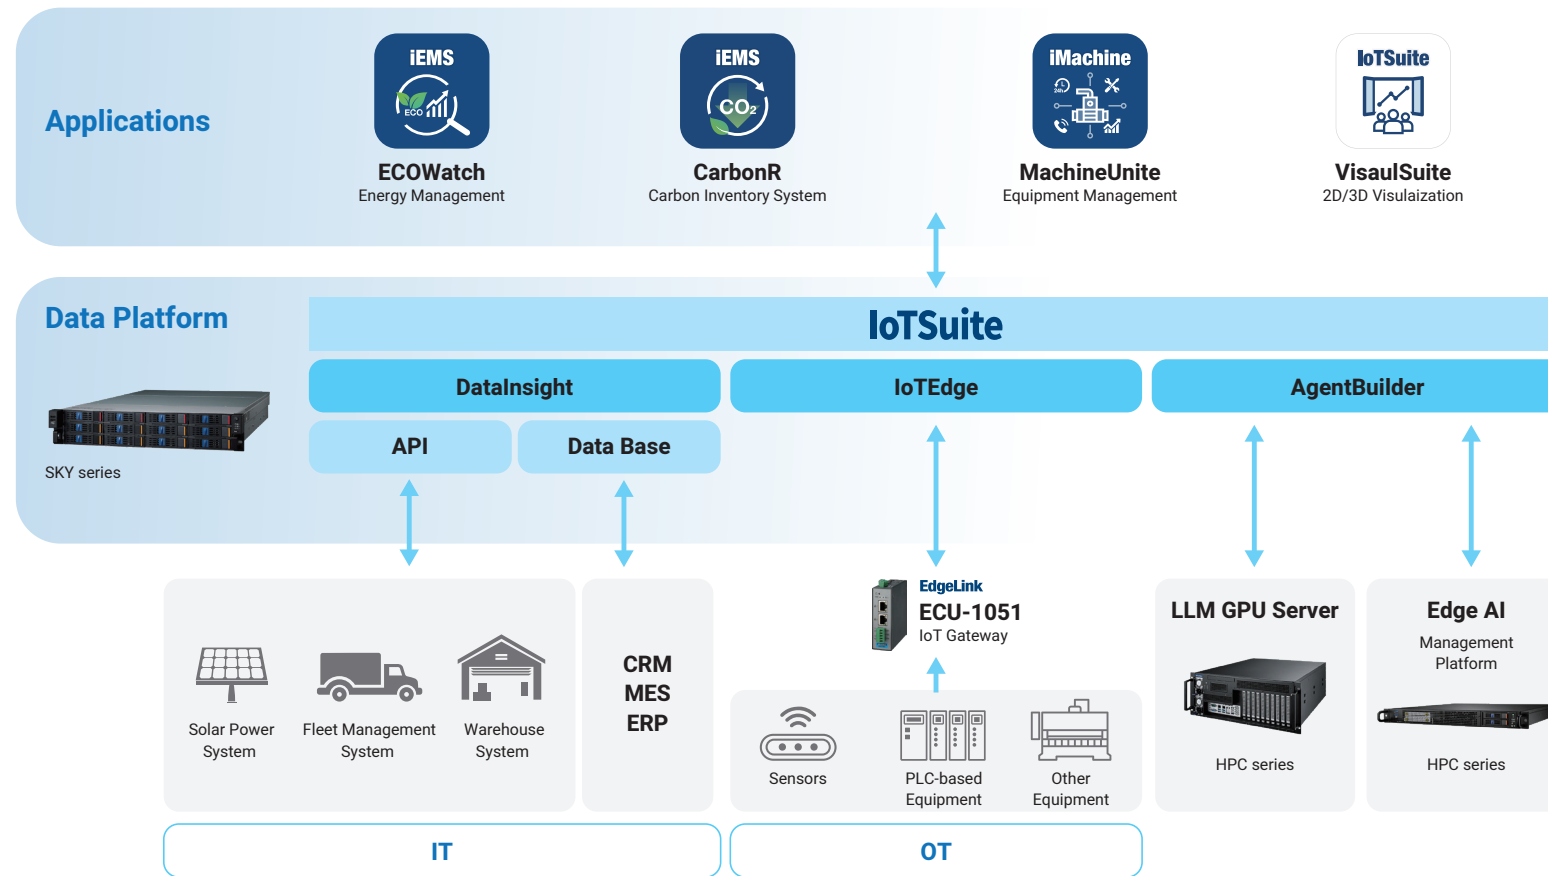 Applications
iEMS
ECO
ECOWatch
Energy Management
iEMS
CO2
CarbonR
Carbon Inventory System
iMachine
24h
MachineUnite
Equipment Management
IoTSuite
VisaulSuite
2D/3D Visulaization
Data Platform
SKY series
IoTSuite
DataInsight
IoTEdge
AgentBuilder
API
Data Base
Solar Power
System
Fleet Management
System
Warehouse
System
CRM
MES
ERP
EdgeLink
ECU-1051
IoT Gateway
Sensors
PLC-based
Equipment
Other
Equipment
LLM GPU Server
HPC series
Edge AI
Management
Platform
HPC series
IT
OT